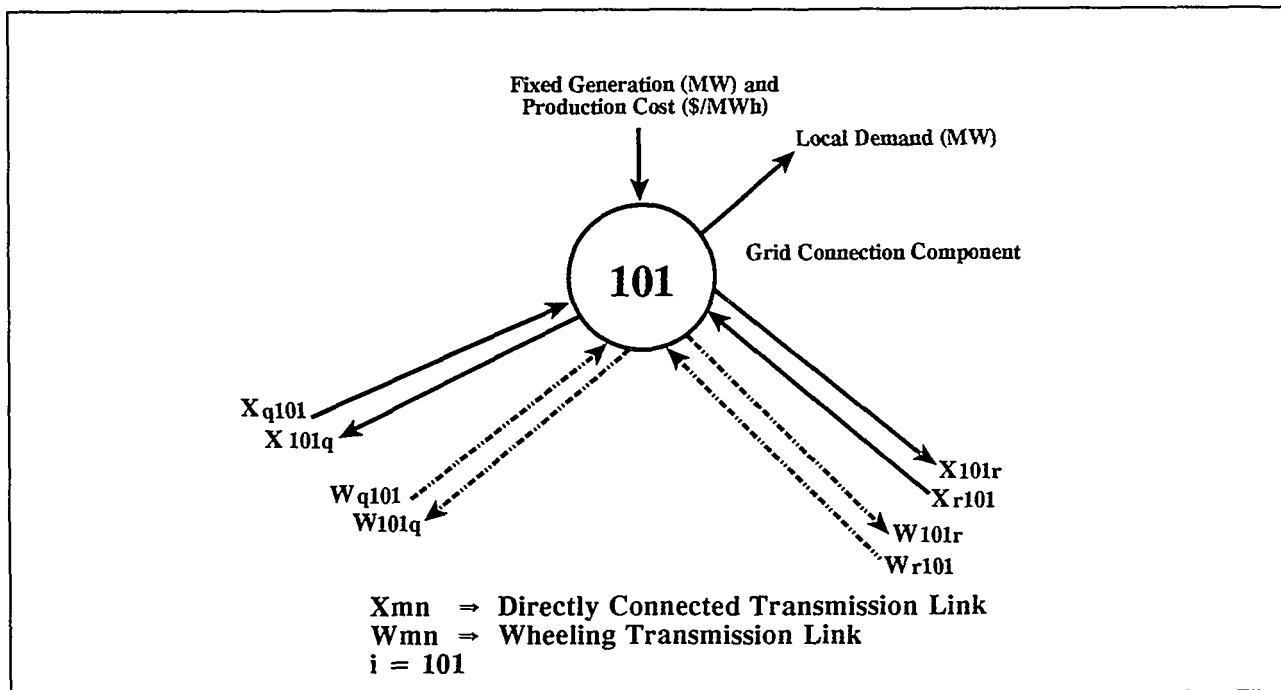 Fixed Generation (MW) and
Production Cost ($/MWh)
Local Demand (MW)
Grid Connection Component
101
Xq101
X 101q
Wq101
W101q
X101r
Xr101
W101r
Wr101
Xmn ⇒ Directly Connected Transmission Link
Wmn ⇒ Wheeling Transmission Link
i = 101